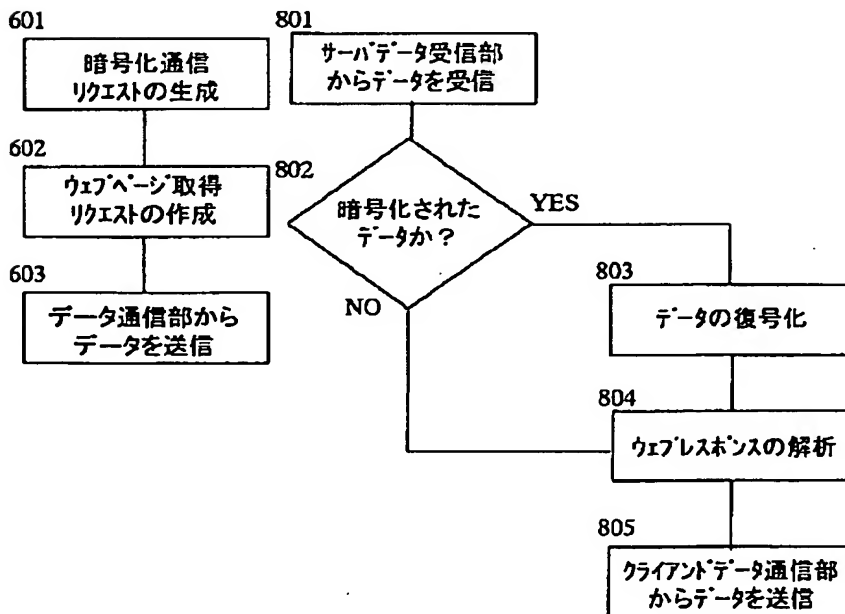 601
暗号化通信
リクエストの生成
602
ウェブページ取得
リクエストの作成
603
データ通信部から
データを送信
801
サーバデータ受信部
からデータを受信
802
暗号化された
データか？
YES
NO
803
データの復号化
804
ウェブレスポンスの解析
805
クライアントデータ通信部
からデータを送信